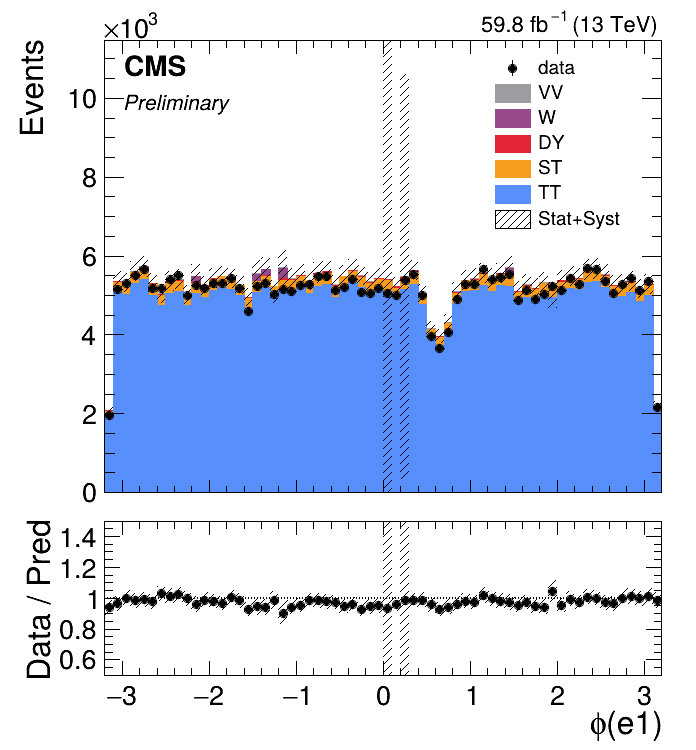 ×10³ 59.8 fb⁻¹ (13 TeV)
CMS
Preliminary
data
VV
W
DY
ST
TT
Stat+Syst
Events
10
8
6
4
2
0
Data / Pred
1.4
1.2
1
0.8
0.6
−3 −2 −1 0 1 2 3
ϕ(e1)